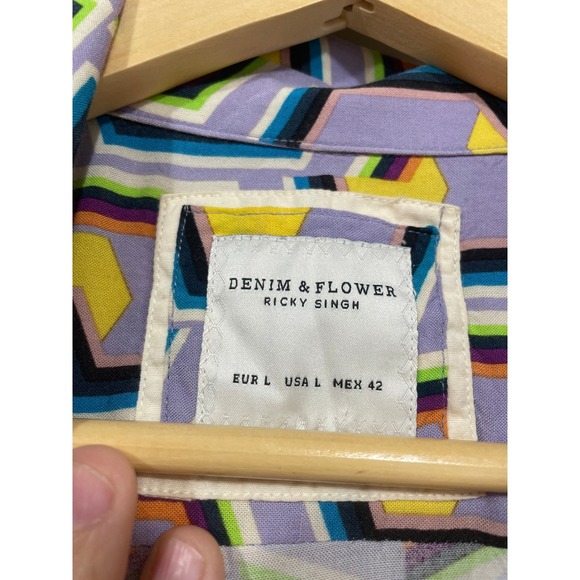 DENIM & FLOWER
RICKY SINGH
EUR L USA L MEX 42